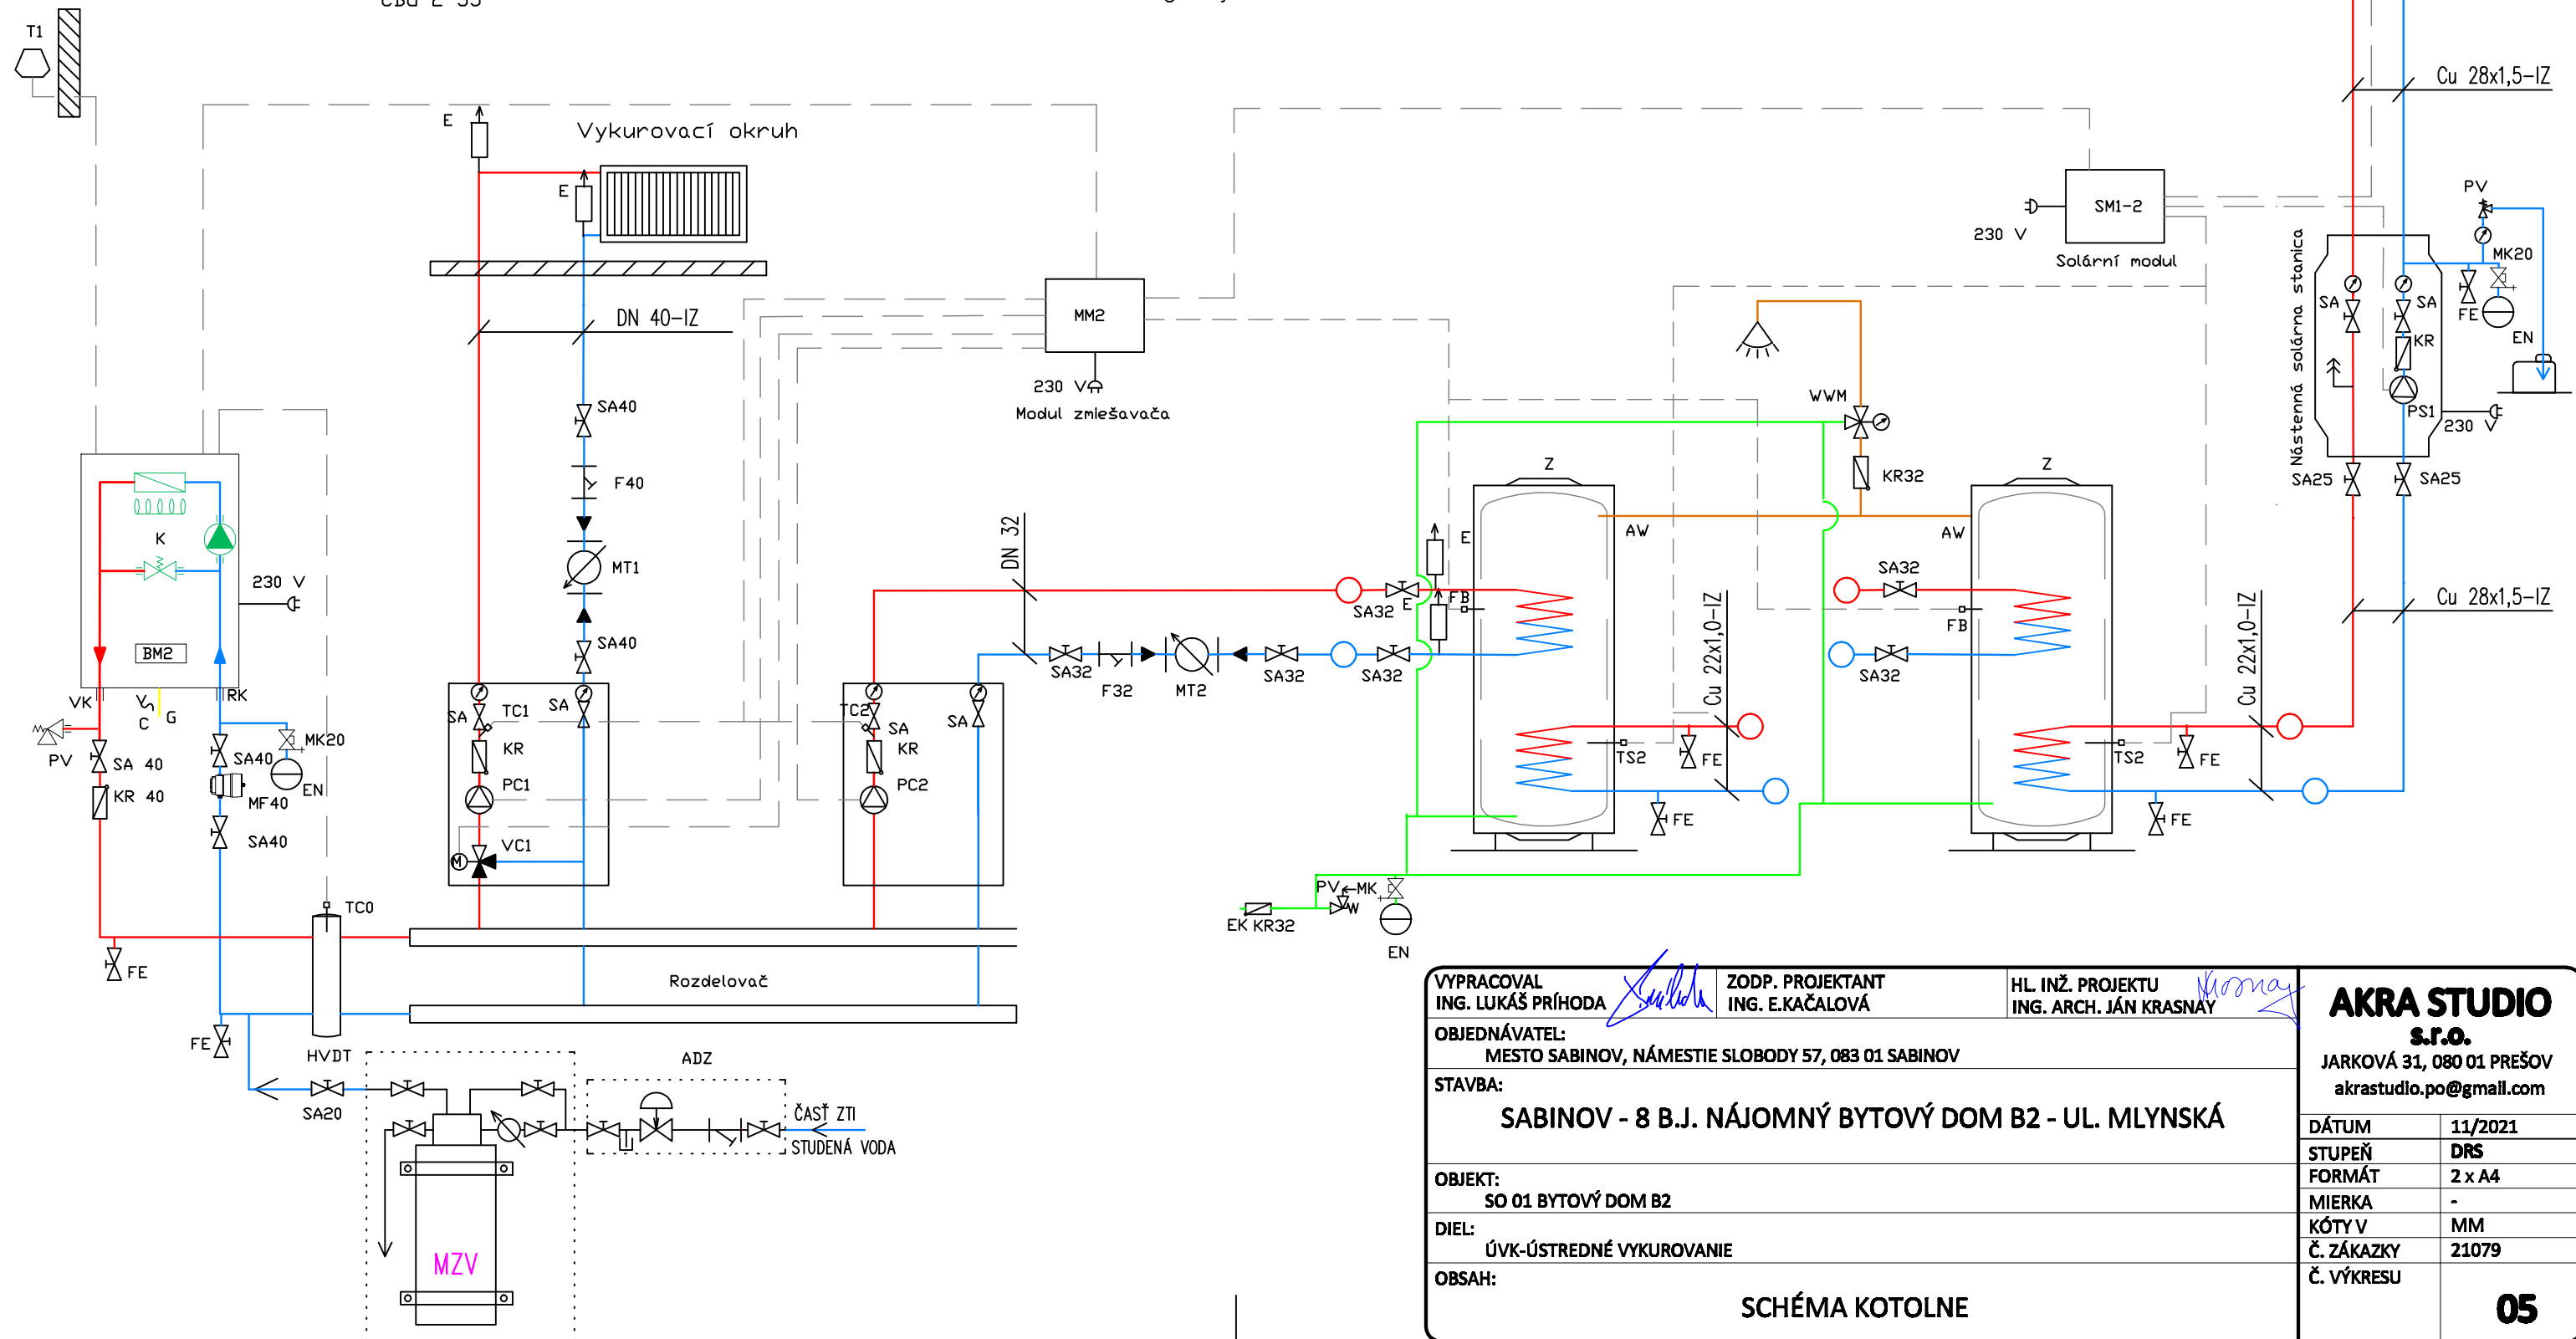 T1
E
Vykurovací okruh
E
DN 40-IZ
SA40
F40
MT1
SA40
K
230 V
BM2
VK
V
C
G
RK
PV
SA 40
KR 40
SA40
MK20
MF40
EN
SA40
FE
TC0
FE
HVDT
SA
TC1
SA
KR
PC1
M
VC1
TC2
SA
SA
KR
PC2
Rozdelovač
MM2
230 V
Modul zmiešavača
DN 32
SA32
F32
MT2
SA32
SA32
SA32
E
E
FB
Z
AW
WWM
KR32
TS2
FE
FE
Cu 22x1,0-IZ
Z
AW
SA32
SA32
FB
TS2
FE
FE
Cu 22x1,0-IZ
EK KR32
PV
MK
EN
SM1-2
230 V
Solární modul
Nástenná solárna stanica
SA
SA
KR
PS1
230 V
PV
MK20
FE
EN
SA25
SA25
Cu 28x1,5-IZ
Cu 28x1,5-IZ
SA20
ADZ
ČASŤ ZTI
STUDENÁ VODA
MZV
VYPRACOVAL
ING. LUKÁŠ PRÍHODA
ZODP. PROJEKTANT
ING. E.KAČALOVÁ
HL. INŽ. PROJEKTU
ING. ARCH. JÁN KRASNAY
OBJEDNÁVATEL:
MESTO SABINOV, NÁMESTIE SLOBODY 57, 083 01 SABINOV
STAVBA:
SABINOV - 8 B.J. NÁJOMNÝ BYTOVÝ DOM B2 - UL. MLYNSKÁ
OBJEKT:
SO 01 BYTOVÝ DOM B2
DIEL:
ÚVK-ÚSTREDNÉ VYKUROVANIE
OBSAH:
SCHÉMA KOTOLNE
AKRA STUDIO
s.r.o.
JARKOVÁ 31, 080 01 PREŠOV
akrastudio.po@gmail.com
DÁTUM 11/2021
STUPEŇ DRS
FORMÁT 2 x A4
MIERKA -
KÓTY V MM
Č. ZÁKAZKY 21079
Č. VÝKRESU
05